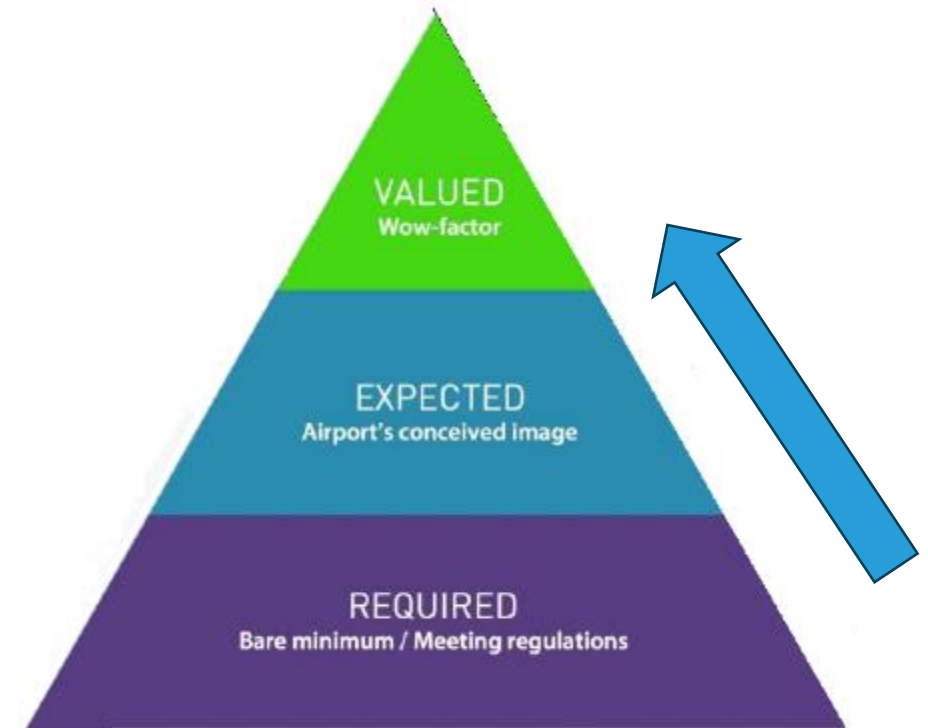 VALUED
Wow-factor
EXPECTED
Airport's conceived image
REQUIRED
Bare minimum / Meeting regulations